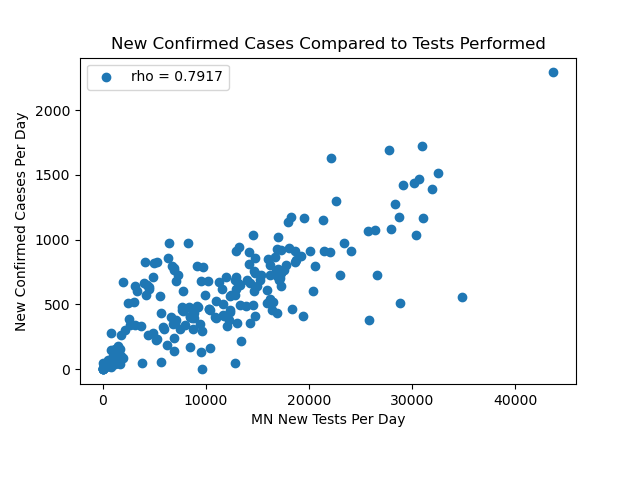 New Confirmed Cases Compared to Tests Performed
rho = 0.7917
New Confirmed Caeses Per Day
2000
1500
1000
500
0
0 10000 20000 30000 40000
MN New Tests Per Day